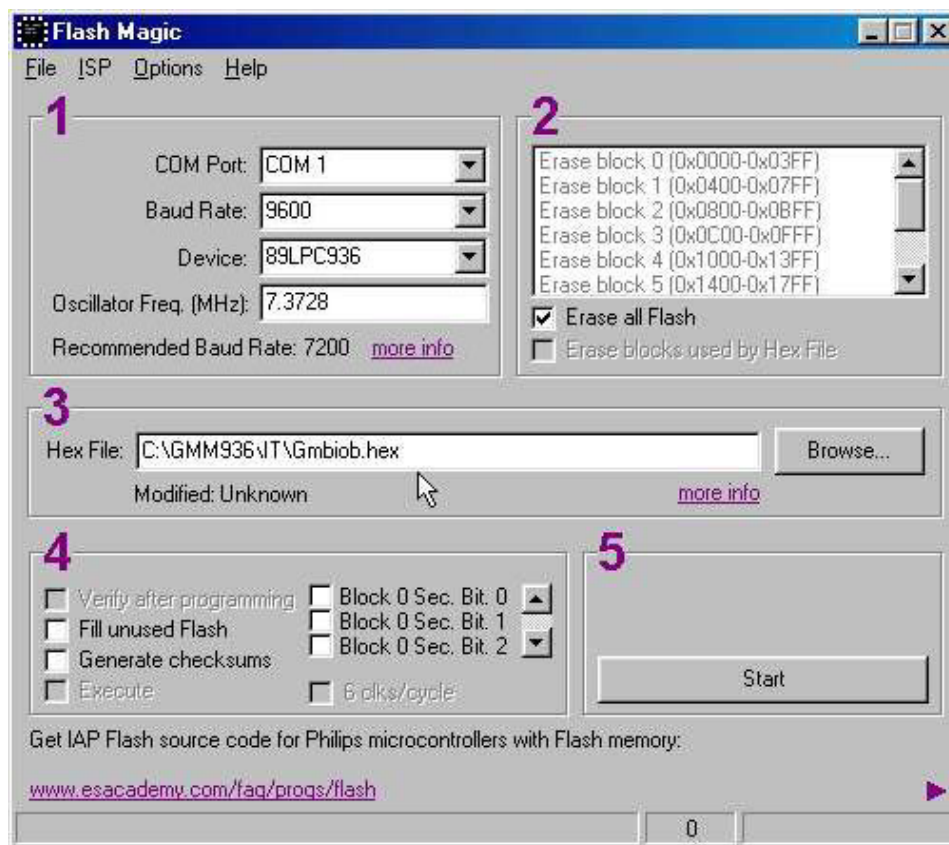 Flash Magic
File ISP Options Help
1
COM Port: COM 1
Baud Rate: 9600
Device: 89LPC936
Oscillator Freq. (MHz): 7.3728
Recommended Baud Rate: 7200 more info
2
Erase block 0 (0x0000-0x03FF)
Erase block 1 (0x0400-0x07FF)
Erase block 2 (0x0800-0x0BFF)
Erase block 3 (0x0C00-0x0FFF)
Erase block 4 (0x1000-0x13FF)
Erase block 5 (0x1400-0x17FF)
Erase all Flash
Erase blocks used by Hex File
3
Hex File: C:\GMM936\IT\Gmbiob.hex Browse...
Modified: Unknown more info
4
Verify after programming
Fill unused Flash
Generate checksums
Execute
Block 0 Sec. Bit. 0
Block 0 Sec. Bit. 1
Block 0 Sec. Bit. 2
6 clks/cycle
5
Start
Get IAP Flash source code for Philips microcontrollers with Flash memory:
www.esacademy.com/faq/progs/flash
0